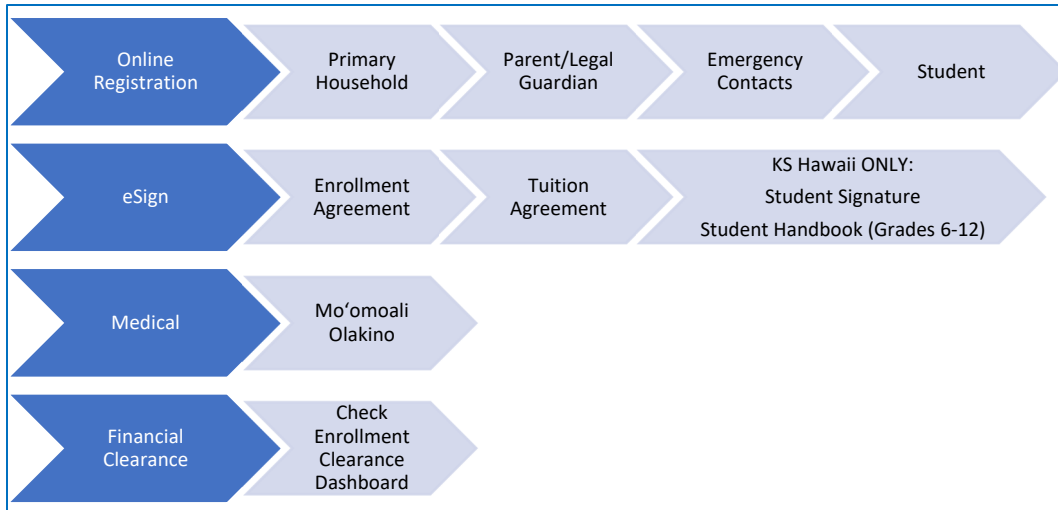 Online
Registration
Primary
Household
Parent/Legal
Guardian
Emergency
Contacts
Student
eSign
Enrollment
Agreement
Tuition
Agreement
KS Hawaii ONLY:
Student Signature
Student Handbook (Grades 6-12)
Medical
Moʻomoali
Olakino
Financial
Clearance
Check
Enrollment
Clearance
Dashboard